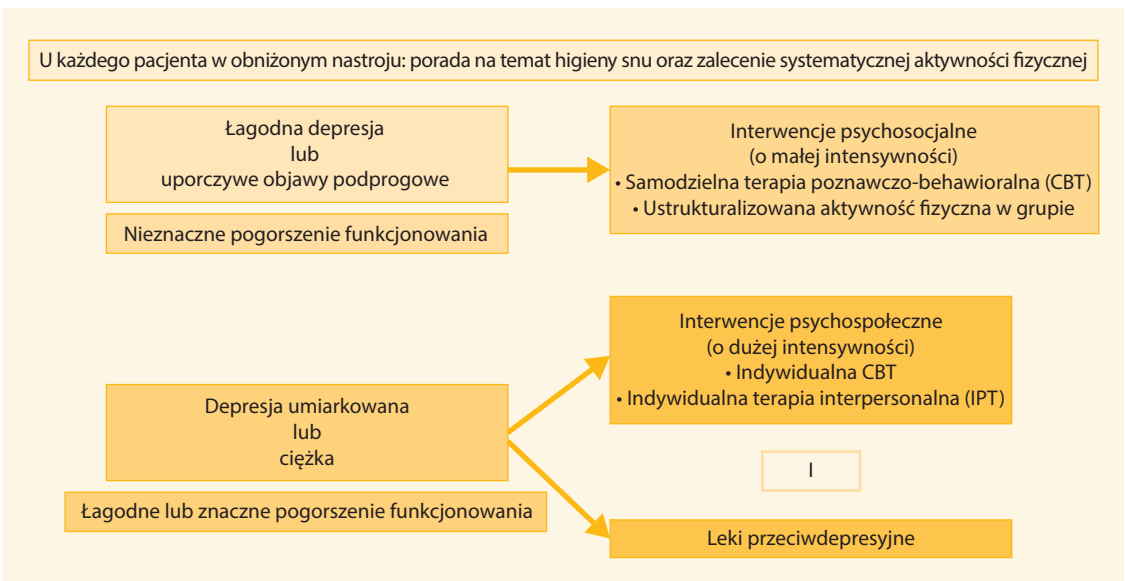 U każdego pacjenta w obniżonym nastroju: porada na temat higieny snu oraz zalecenie systematycznej aktywności fizycznej
Łagodna depresja
lub
uporczywe objawy podprogowe
Nieznaczne pogorszenie funkcjonowania
Interwencje psychosocjalne
(o małej intensywności)
• Samodzielna terapia poznawczo-behawioralna (CBT)
• Ustrukturalizowana aktywność fizyczna w grupie
Depresja umiarkowana
lub
ciężka
Łagodne lub znaczne pogorszenie funkcjonowania
Interwencje psychospołeczne
(o dużej intensywności)
• Indywidualna CBT
• Indywidualna terapia interpersonalna (IPT)
I
Leki przeciwdepresyjne